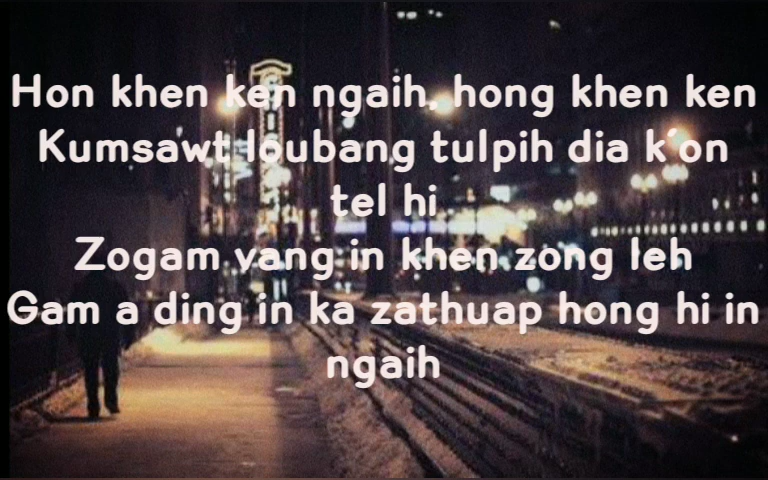 Hon khen ken ngaih, hong khen ken
Kumsawt loubang tulpih dia k'on
tel hi
Zogam vang in khen zong leh
Gam a ding in ka zathuap hong hi in
ngaih